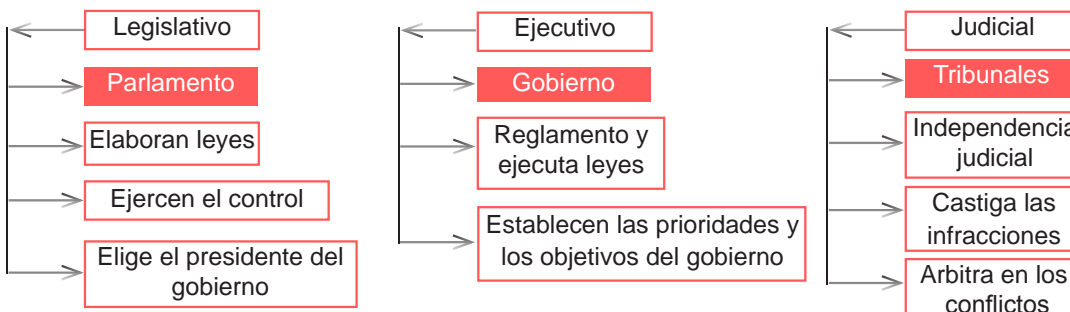 Legislativo
Parlamento
Elaboran leyes
Ejercen el control
Elige el presidente del
gobierno
Ejecutivo
Gobierno
Reglamento y
ejecuta leyes
Establecen las prioridades y
los objetivos del gobierno
Judicial
Tribunales
Independencia
judicial
Castiga las
infracciones
Arbitra en los
conflictos